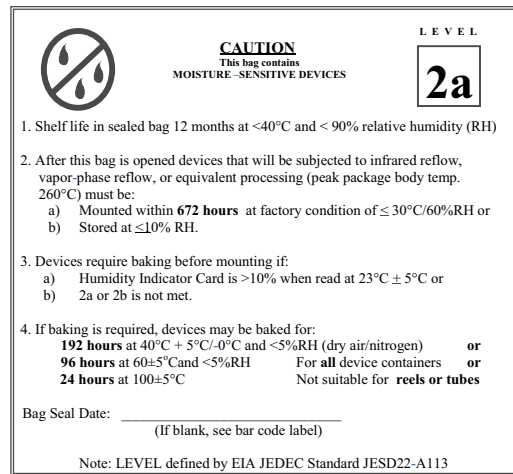 L E V E L
CAUTION
This bag contains
MOISTURE –SENSITIVE DEVICES
2a
1. Shelf life in sealed bag 12 months at <40°C and < 90% relative humidity (RH)
2. After this bag is opened devices that will be subjected to infrared reflow,
vapor-phase reflow, or equivalent processing (peak package body temp.
260°C) must be:
a) Mounted within 672 hours at factory condition of ≤ 30°C/60%RH or
b) Stored at ≤10% RH.
3. Devices require baking before mounting if:
a) Humidity Indicator Card is >10% when read at 23°C ± 5°C or
b) 2a or 2b is not met.
4. If baking is required, devices may be baked for:
192 hours at 40°C + 5°C/-0°C and <5%RH (dry air/nitrogen) or
96 hours at 60±5°Cand <5%RH For all device containers or
24 hours at 100±5°C Not suitable for reels or tubes
Bag Seal Date: ______________________________
(If blank, see bar code label)
Note: LEVEL defined by EIA JEDEC Standard JESD22-A113